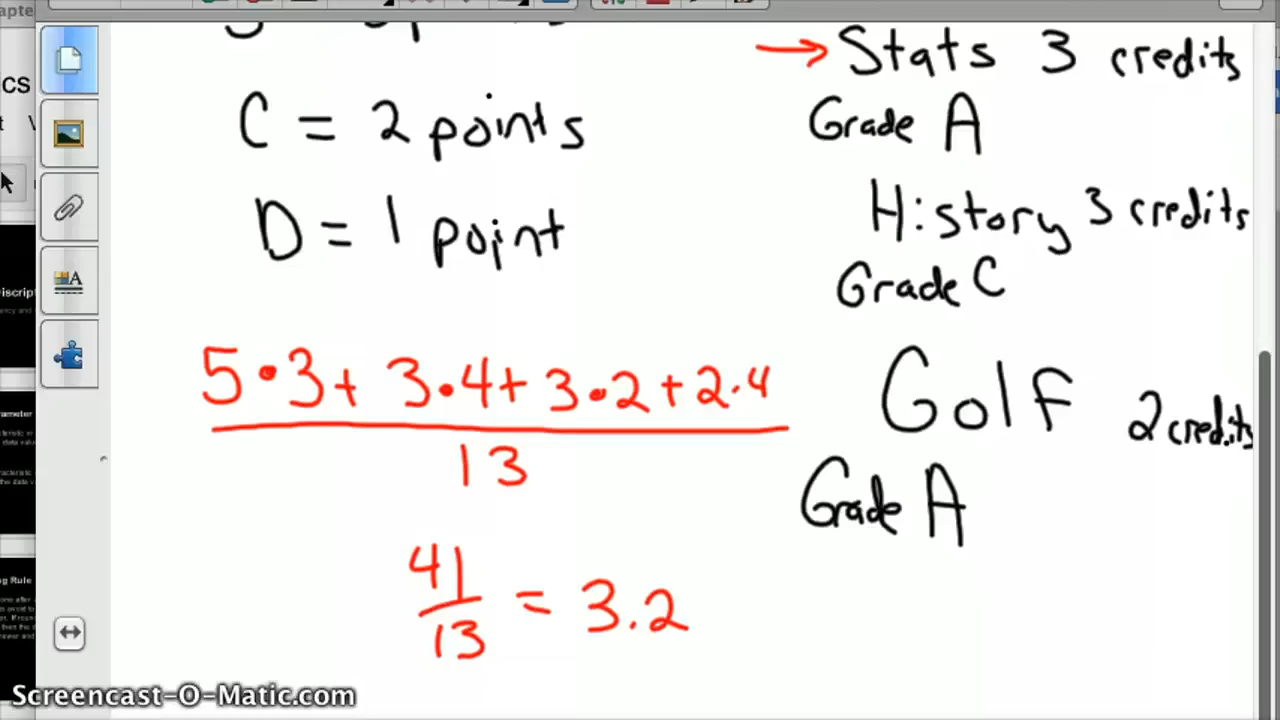 → Stats 3 credits
C = 2 points
Grade A
D = 1 point
History 3 credits
Grade C
5·3+ 3·4+ 3·2+2·4
13
Golf 2 credits
Grade A
41
13
= 3.2
Screencast-O-Matic.com